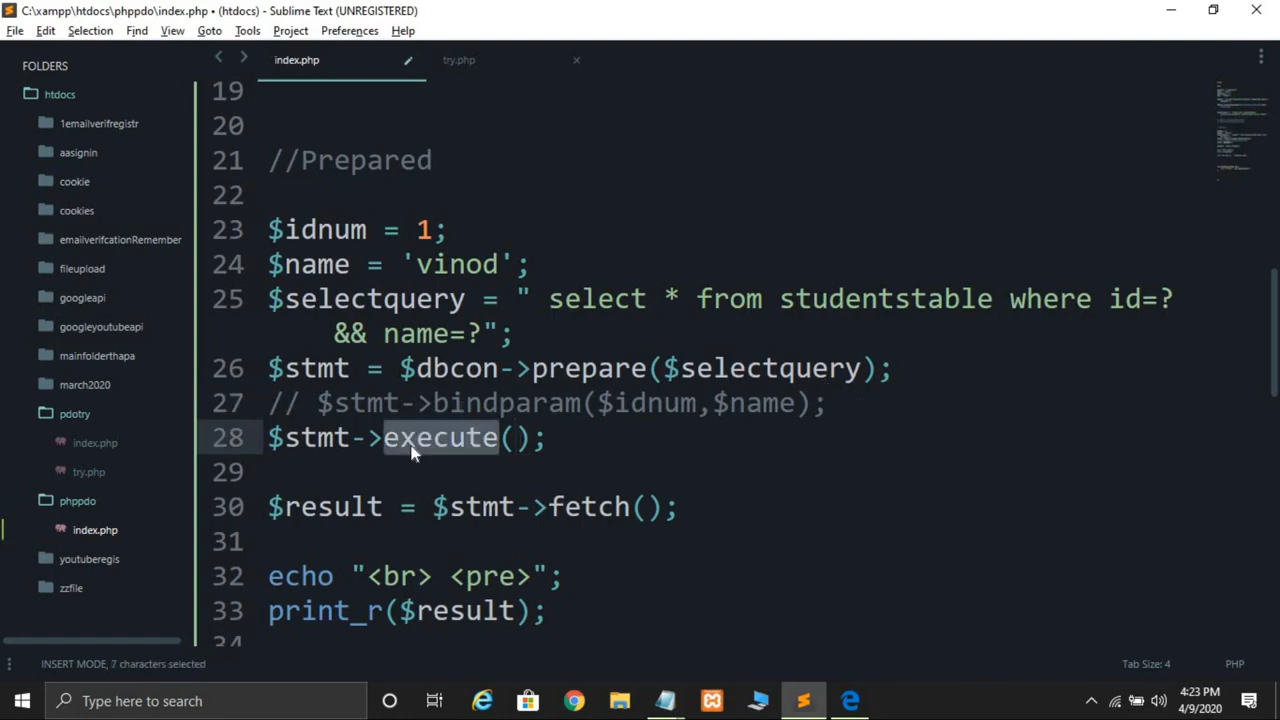 C:\xampp\htdocs\phppdo\index.php • (htdocs) - Sublime Text (UNREGISTERED)
File Edit Selection Find View Goto Tools Project Preferences Help
FOLDERS
htdocs
1emailverifregistr
aasignin
cookie
cookies
emailverifcationRemember
fileupload
googleapi
googleyoutubeapi
mainfolderthapa
march2020
pdotry
index.php
try.php
phppdo
index.php
youtuberegis
zzfile
index.php try.php
19
20
21 //Prepared
22
23 $idnum = 1;
24 $name = 'vinod';
25 $selectquery = " select * from studentstable where id=?
&& name=?";
26 $stmt = $dbcon->prepare($selectquery);
27 // $stmt->bindparam($idnum,$name);
28 $stmt->execute();
29
30 $result = $stmt->fetch();
31
32 echo "<br> <pre>";
33 print_r($result);
34
INSERT MODE, 7 characters selected Tab Size: 4 PHP
Type here to search
4:23 PM
4/9/2020